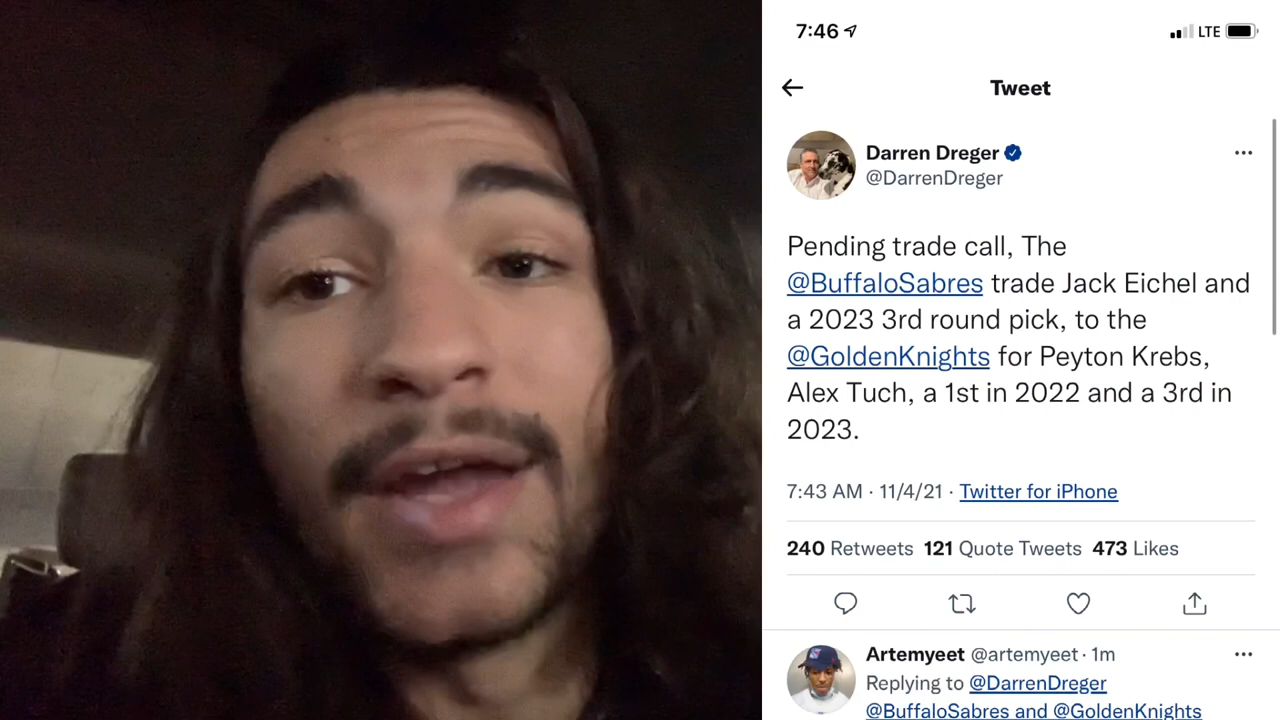 7:46
LTE
Tweet
Darren Dreger
@DarrenDreger
Pending trade call, The
@BuffaloSabres trade Jack Eichel and
a 2023 3rd round pick, to the
@GoldenKnights for Peyton Krebs,
Alex Tuch, a 1st in 2022 and a 3rd in
2023.
7:43 AM · 11/4/21 · Twitter for iPhone
240 Retweets 121 Quote Tweets 473 Likes
Artemyeet @artemyeet · 1m
Replying to @DarrenDreger
@BuffaloSabres and @GoldenKnights